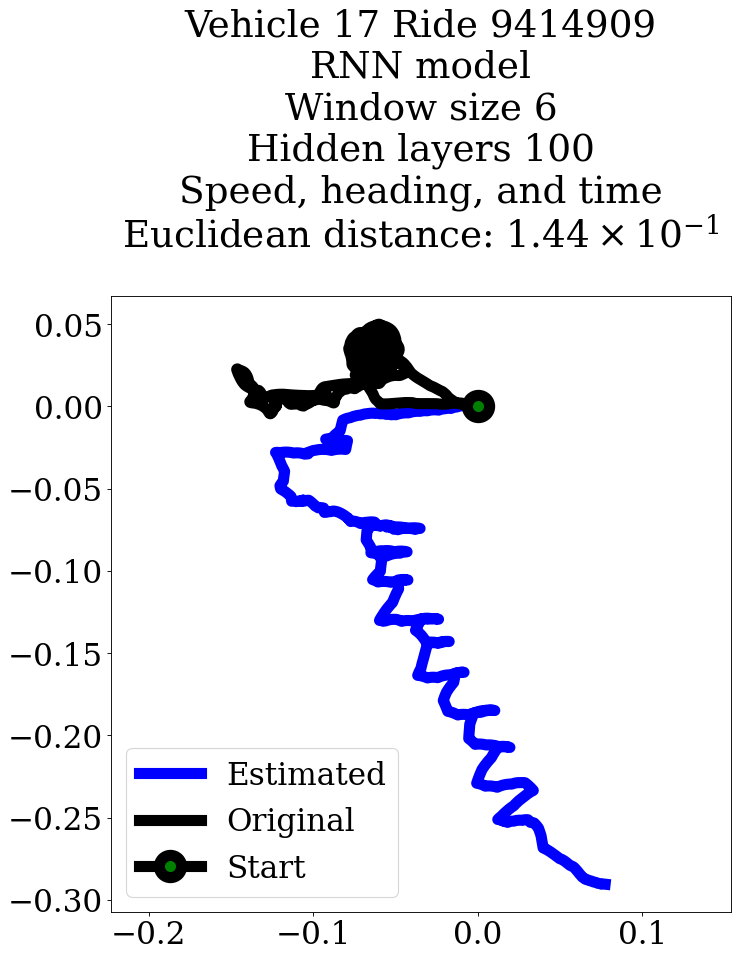 Vehicle 17 Ride 9414909
RNN model
Window size 6
Hidden layers 100
Speed, heading, and time
Euclidean distance: 1.44 × 10⁻¹
0.05
0.00
−0.05
−0.10
−0.15
−0.20
−0.25
−0.30
Estimated
Original
Start
−0.2 −0.1 0.0 0.1